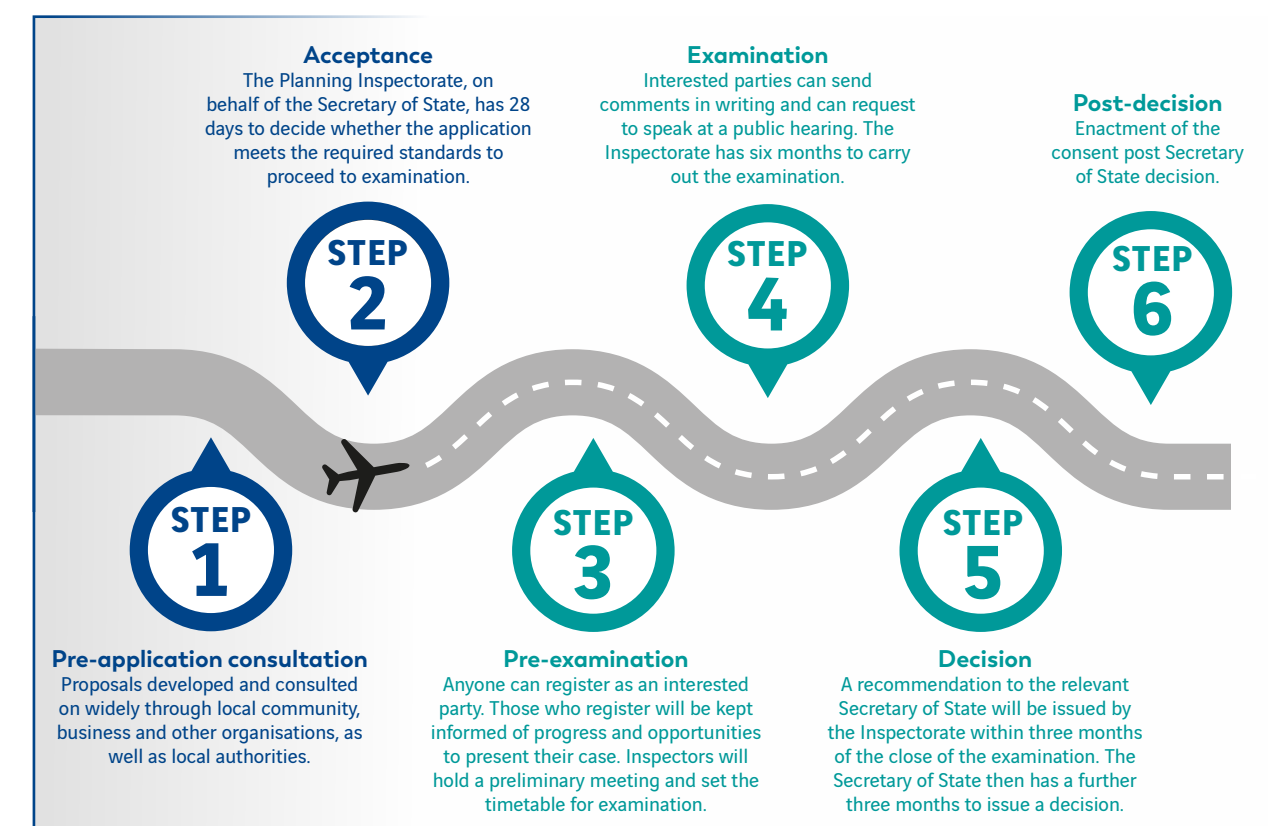 Acceptance
The Planning Inspectorate, on
behalf of the Secretary of State, has 28
days to decide whether the application
meets the required standards to
proceed to examination.
Examination
Interested parties can send
comments in writing and can request
to speak at a public hearing. The
Inspectorate has six months to carry
out the examination.
Post-decision
Enactment of the
consent post Secretary
of State decision.
STEP
2
STEP
4
STEP
6
STEP
1
STEP
3
STEP
5
Pre-application consultation
Proposals developed and consulted
on widely through local community,
business and other organisations, as
well as local authorities.
Pre-examination
Anyone can register as an interested
party. Those who register will be kept
informed of progress and opportunities
to present their case. Inspectors will
hold a preliminary meeting and set the
timetable for examination.
Decision
A recommendation to the relevant
Secretary of State will be issued by
the Inspectorate within three months
of the close of the examination. The
Secretary of State then has a further
three months to issue a decision.